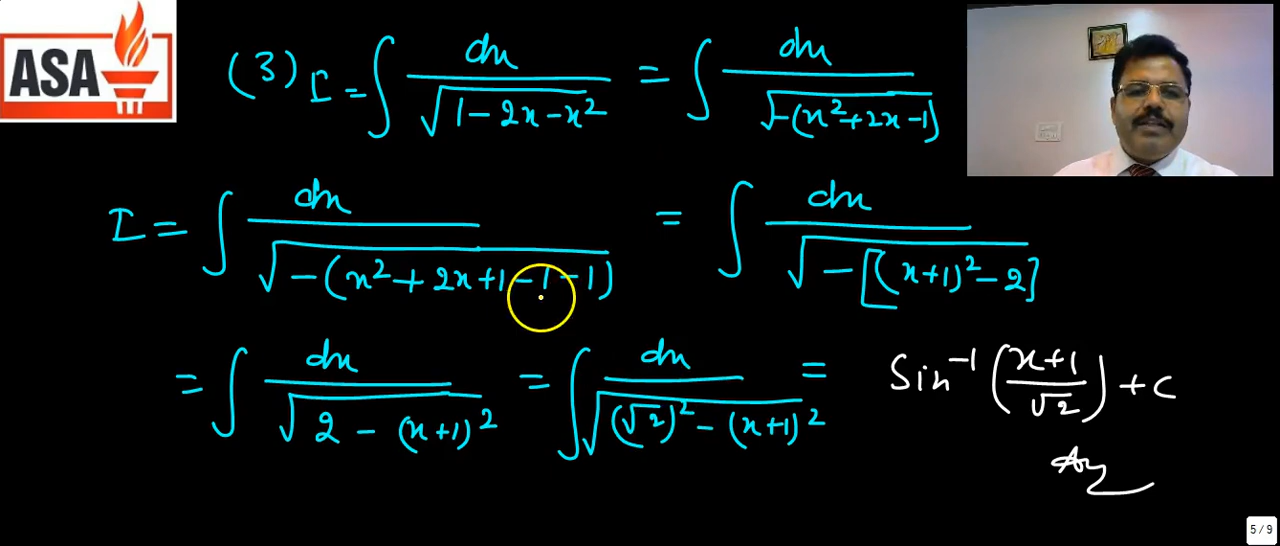 ASA
(3) I = ∫ dx / √(1 - 2x - x²) = ∫ dx / √(-(x² + 2x - 1))
I = ∫ dx / √(-(x² + 2x + 1 - 1 - 1)) = ∫ dx / √(-[(x+1)² - 2])
= ∫ dx / √(2 - (x+1)²) = ∫ dx / √((√2)² - (x+1)²) = Sin⁻¹((x+1)/√2) + C
Ans
5/9